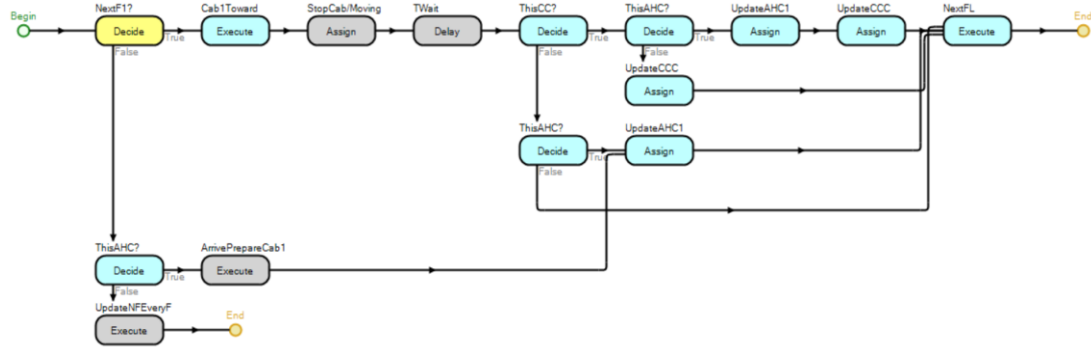 Begin
NextF1?
Decide
True
False
Cab1Toward
Execute
StopCab/Moving
Assign
TWait
Delay
ThisCC?
Decide
True
False
ThisAHC?
Decide
True
False
UpdateAHC1
Assign
UpdateCCC
Assign
NextFL
Execute
End
UpdateCCC
Assign
ThisAHC?
Decide
True
False
UpdateAHC1
Assign
ThisAHC?
Decide
True
False
ArrivePrepareCab1
Execute
UpdateNFEveryF
Execute
End